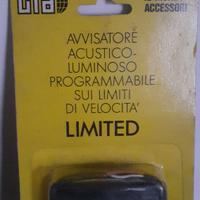 ACCESSORI
AVVISATORE
ACUSTICO-
LUMINOSO
PROGRAMMABILE
SUI LIMITI
DI VELOCITA'
LIMITED